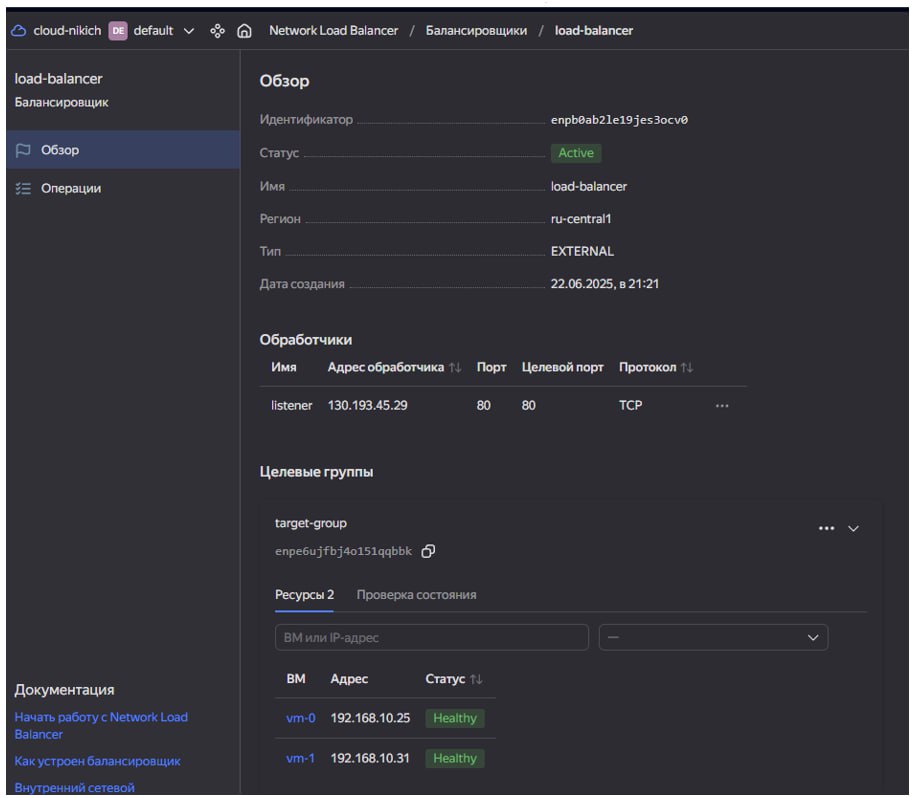 cloud-nikich DE default Network Load Balancer / Балансировщики / load-balancer
load-balancer
Балансировщик
Обзор
Операции
Документация
Начать работу с Network Load
Balancer
Как устроен балансировщик
Внутренний сетевой
Обзор
Идентификатор enpb0ab2le19jes3ocv0
Статус Active
Имя load-balancer
Регион ru-central1
Тип EXTERNAL
Дата создания 22.06.2025, в 21:21
Обработчики
Имя Адрес обработчика Порт Целевой порт Протокол
listener 130.193.45.29 80 80 TCP
Целевые группы
target-group
enpe6ujfbj4o151qqbbk
Ресурсы 2 Проверка состояния
ВМ или IP-адрес —
ВМ Адрес Статус
vm-0 192.168.10.25 Healthy
vm-1 192.168.10.31 Healthy